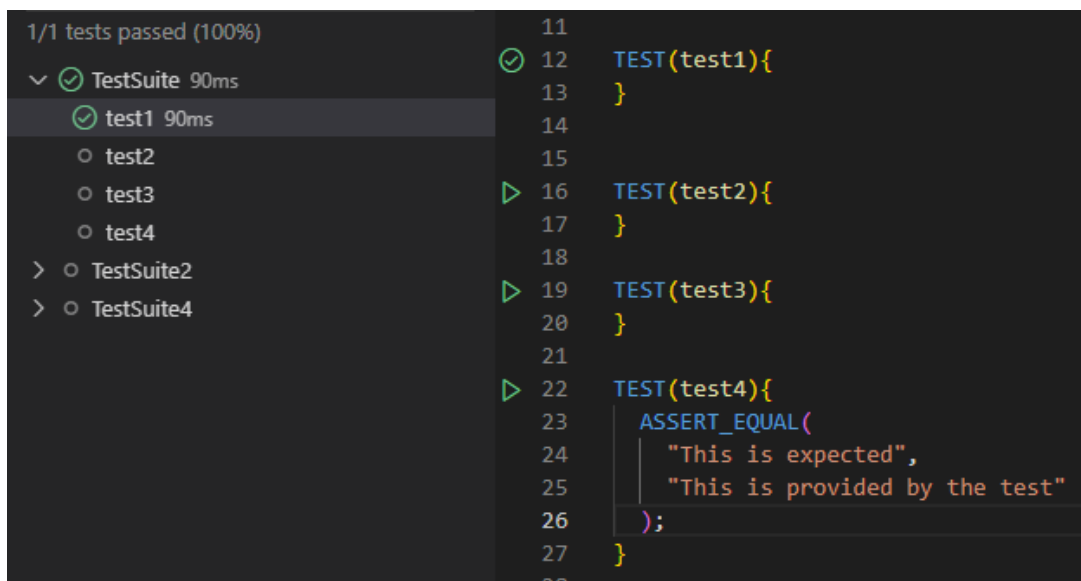 1/1 tests passed (100%)
TestSuite 90ms
test1 90ms
test2
test3
test4
TestSuite2
TestSuite4
11
12 TEST(test1){
13 }
14
15
16 TEST(test2){
17 }
18
19 TEST(test3){
20 }
21
22 TEST(test4){
23 ASSERT_EQUAL(
24 "This is expected",
25 "This is provided by the test"
26 );
27 }